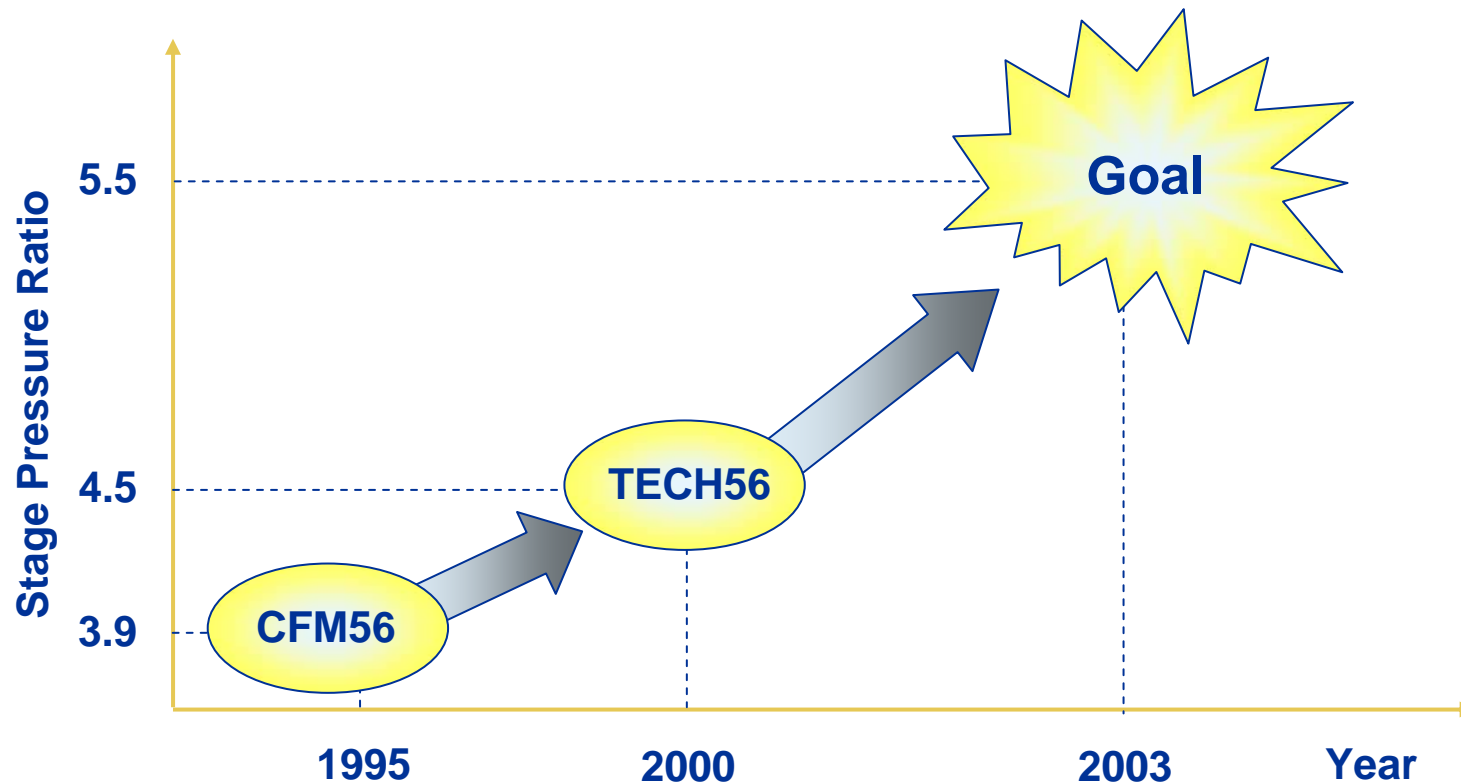 Stage Pressure Ratio
5.5
4.5
3.9
Goal
TECH56
CFM56
1995
2000
2003
Year